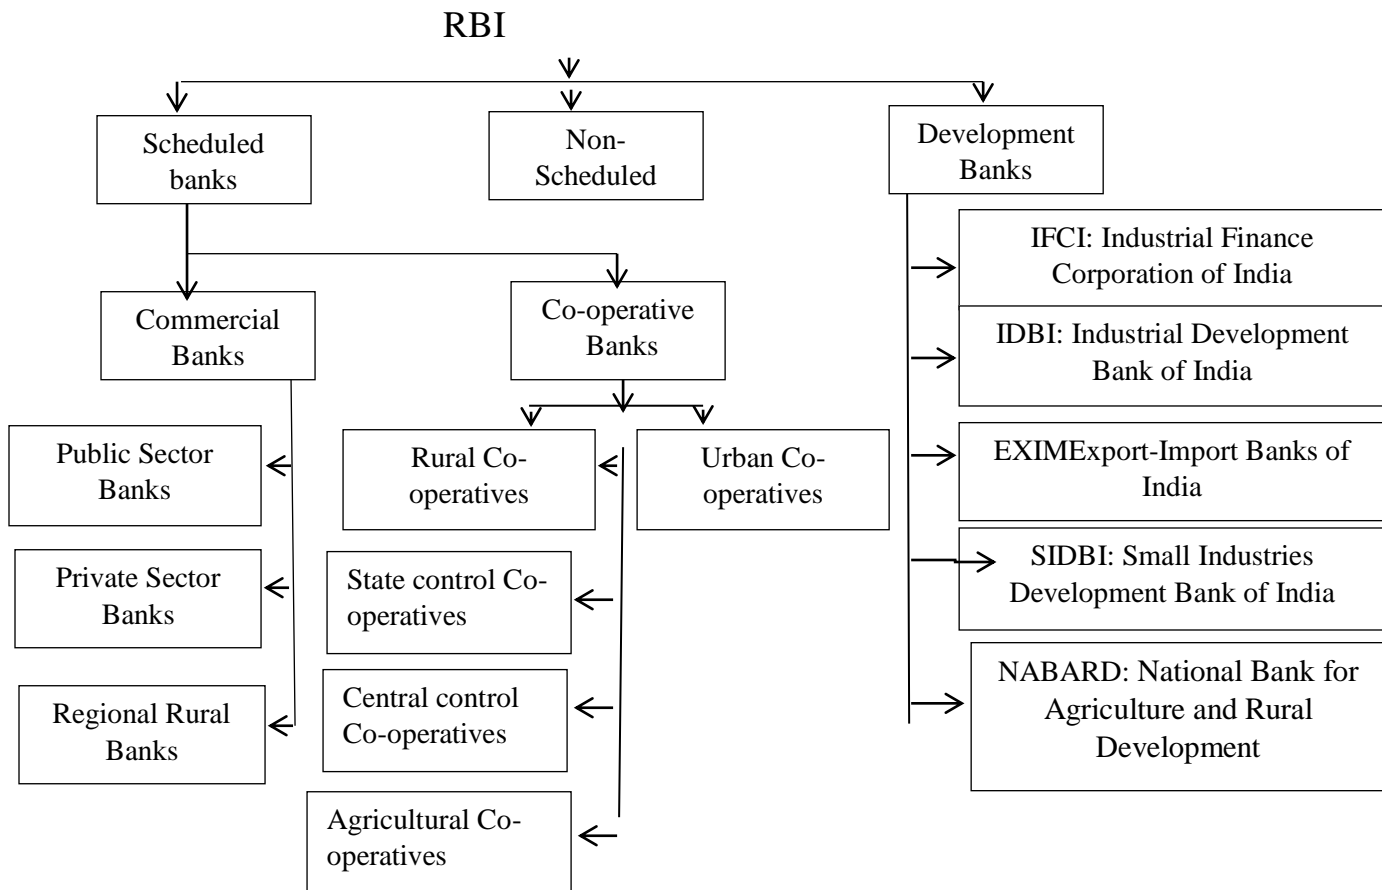 RBI
Scheduled
banks
Non-
Scheduled
Development
Banks
IFCI: Industrial Finance
Corporation of India
IDBI: Industrial Development
Bank of India
EXIMExport-Import Banks of
India
SIDBI: Small Industries
Development Bank of India
NABARD: National Bank for
Agriculture and Rural
Development
Commercial
Banks
Co-operative
Banks
Public Sector
Banks
Private Sector
Banks
Regional Rural
Banks
Rural Co-
operatives
Urban Co-
operatives
State control Co-
operatives
Central control
Co-operatives
Agricultural Co-
operatives